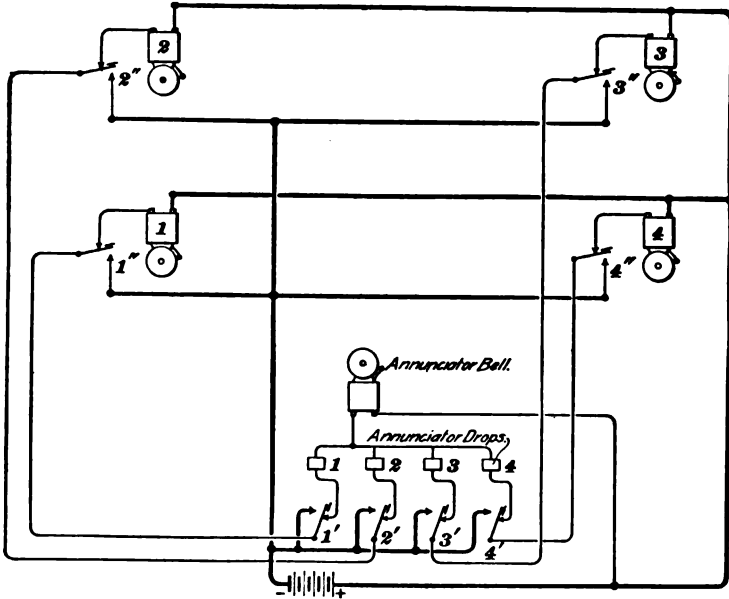 2
2"
3
3"
1
1"
4
4"
Annunciator Bell.
Annunciator Drops.
1 2 3 4
1' 2' 3' 4'
- +